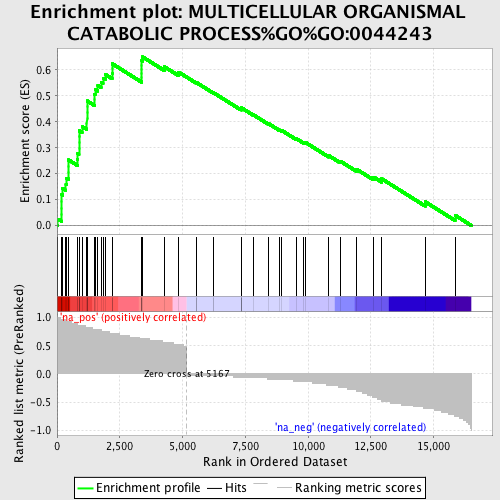 Enrichment plot: MULTICELLULAR ORGANISMAL
CATABOLIC PROCESS%GO%GO:0044243
Enrichment score (ES)
0.6
0.5
0.4
0.3
0.2
0.1
0.0
Ranked list metric (PreRanked)
1.0
0.5
0.0
-0.5
-1.0
'na_pos' (positively correlated)
Zero cross at 5167
'na_neg' (negatively correlated)
0
2,500
5,000
7,500
10,000
12,500
15,000
Rank in Ordered Dataset
Enrichment profile
Hits
Ranking metric scores